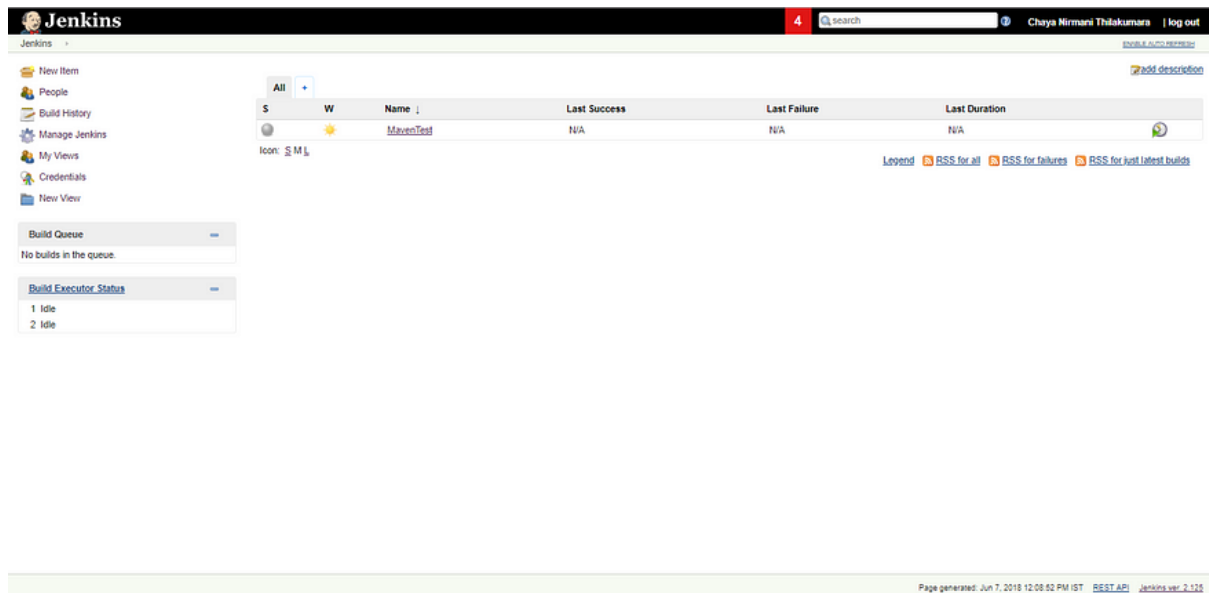 Jenkins
4 search Chaya Nirmani Thilakumara | log out
Jenkins
ENABLE AUTO REFRESH
New Item
People
Build History
Manage Jenkins
My Views
Credentials
New View
add description
All +
S W Name ↓ Last Success Last Failure Last Duration
MavenTest N/A N/A N/A
Icon: S M L
Legend RSS for all RSS for failures RSS for just latest builds
Build Queue
No builds in the queue.
Build Executor Status
1 Idle
2 Idle
Page generated: Jun 7, 2018 12:08:52 PM IST REST API Jenkins ver. 2.125